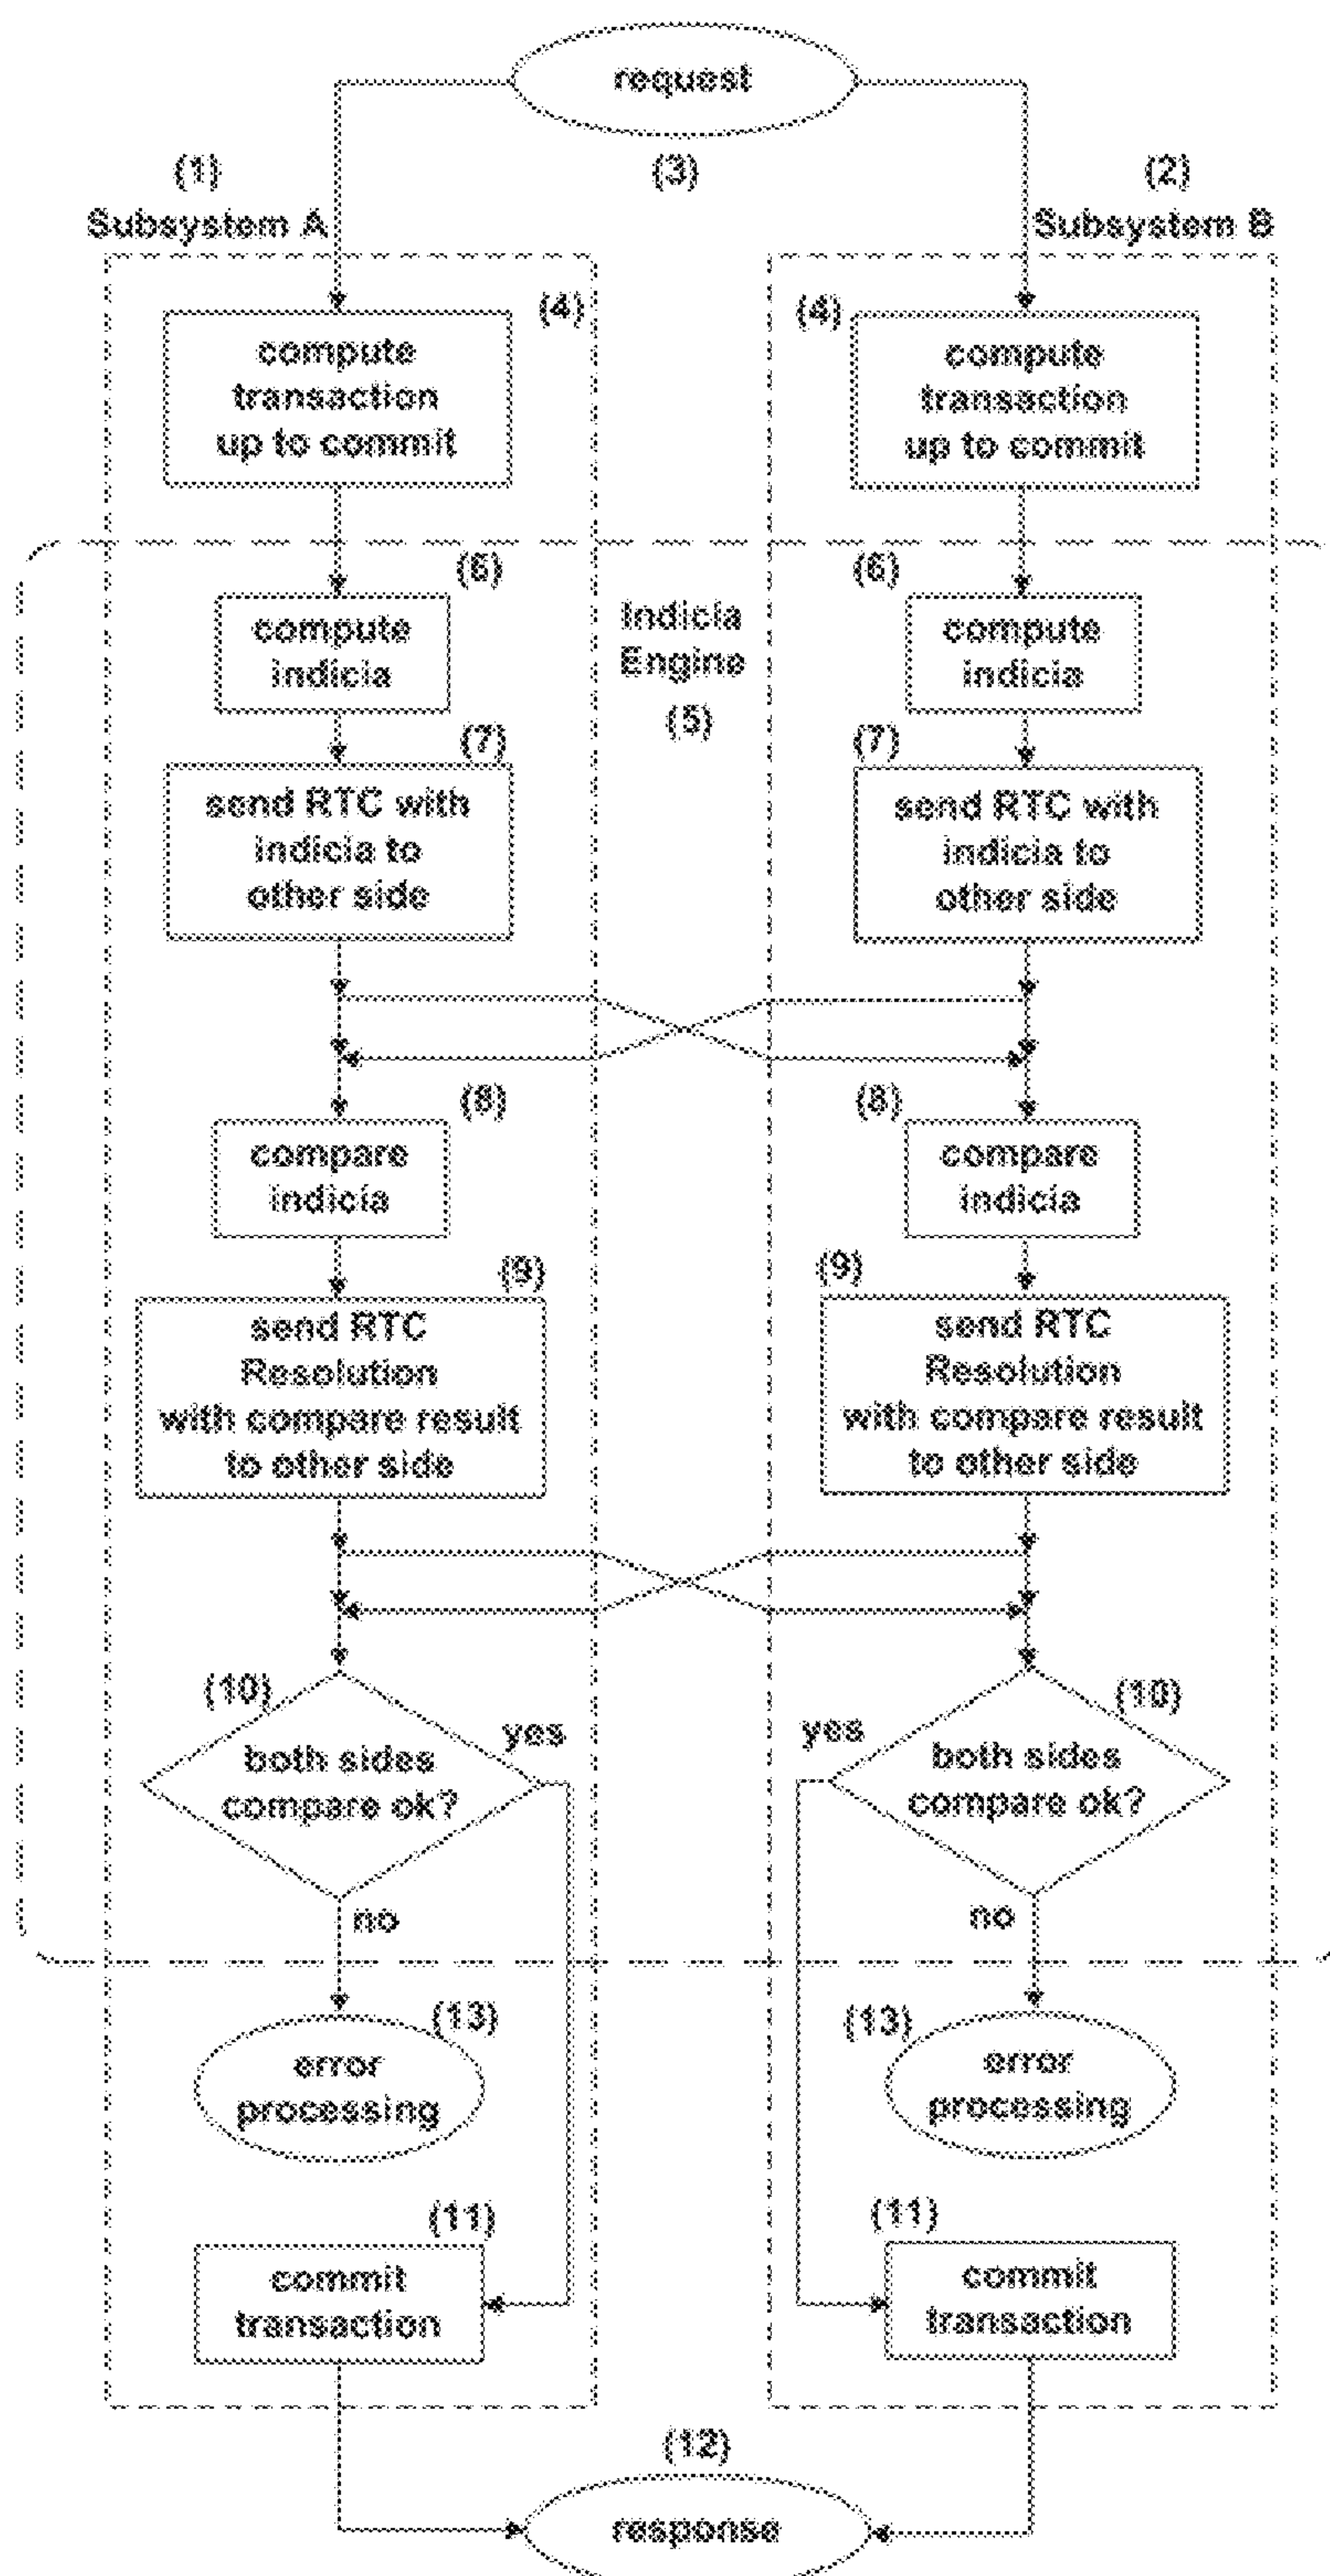 request
(3)
(1)
Subsystem A
(2)
Subsystem B
(4)
compute
transaction
up to commit
(4)
compute
transaction
up to commit
Indicia
Engine
(5)
(6)
compute
indicia
(6)
compute
indicia
(7)
send RTC with
indicia to
other side
(7)
send RTC with
indicia to
other side
(8)
compare
indicia
(8)
compare
indicia
(9)
send RTC
Resolution
with compare result
to other side
(9)
send RTC
Resolution
with compare result
to other side
(10)
both sides
compare ok?
yes
no
(10)
both sides
compare ok?
yes
no
(13)
error
processing
(13)
error
processing
(11)
commit
transaction
(11)
commit
transaction
(12)
response